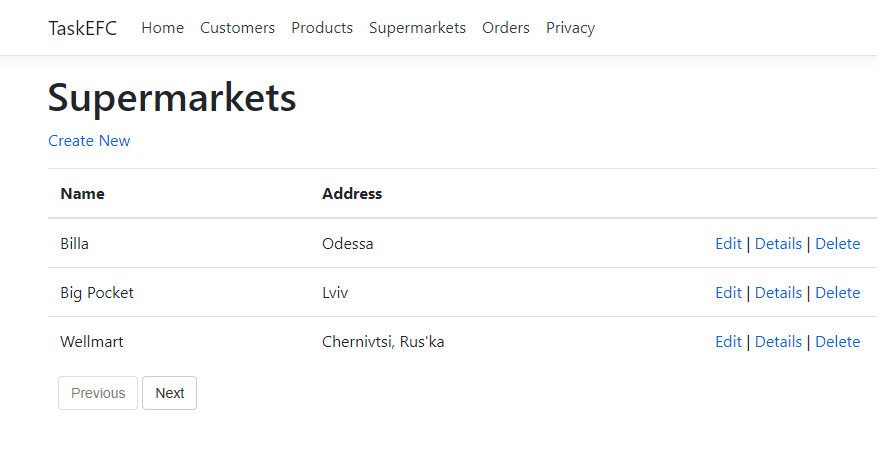 TaskEFC Home Customers Products Supermarkets Orders Privacy
Supermarkets
Create New
Name Address
Billa Odessa Edit | Details | Delete
Big Pocket Lviv Edit | Details | Delete
Wellmart Chernivtsi, Rus'ka Edit | Details | Delete
Previous Next